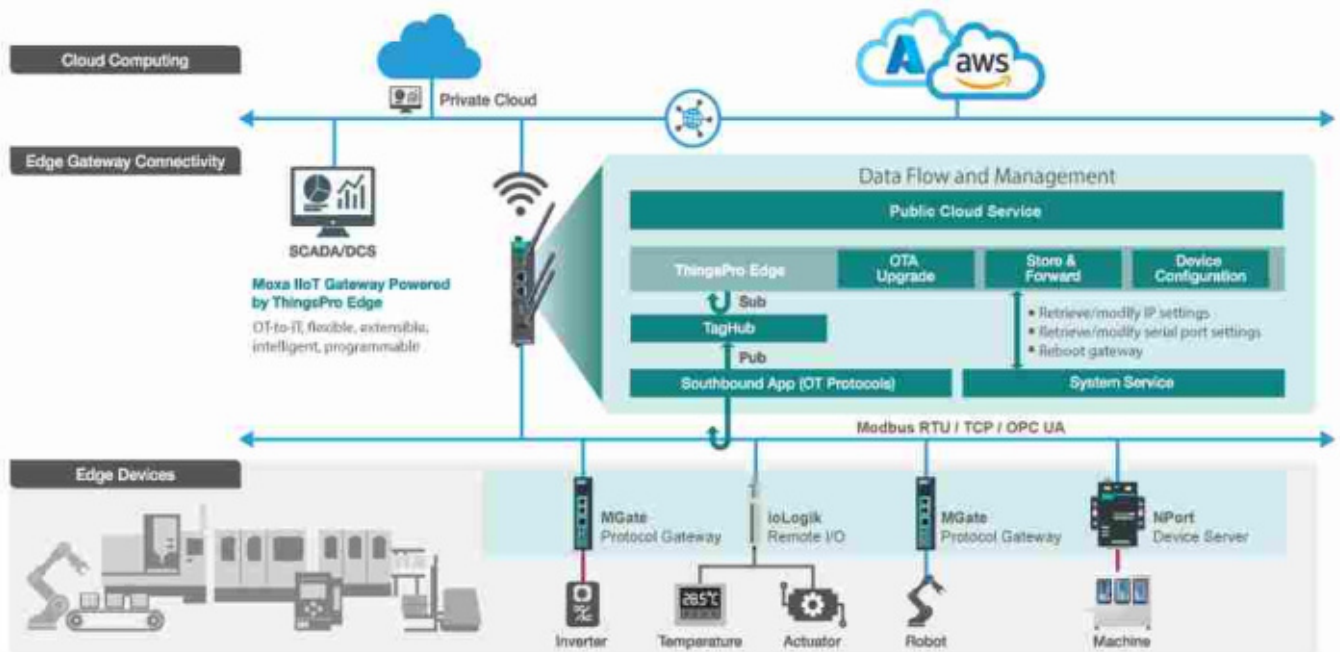 Cloud Computing
Private Cloud
aws
Edge Gateway Connectivity
SCADA/DCS
Moxa IIoT Gateway Powered
by ThingsPro Edge
OT-to-IT, flexible, extensible,
intelligent, programmable
Data Flow and Management
Public Cloud Service
ThingsPro Edge
OTA
Upgrade
Store &
Forward
Device
Configuration
Sub
TagHub
Pub
• Retrieve/modify IP settings
• Retrieve/modify serial port settings
• Reboot gateway
Southbound App (OT Protocols)
System Service
Modbus RTU / TCP / OPC UA
Edge Devices
MGate
Protocol Gateway
ioLogik
Remote I/O
MGate
Protocol Gateway
NPort
Device Server
28.5°C
Inverter
Temperature
Actuator
Robot
Machine